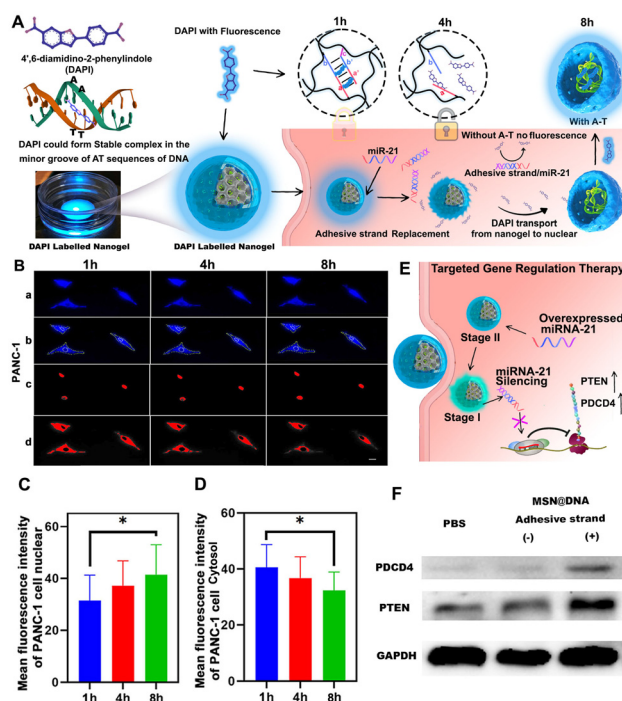 A
4',6-diamidino-2-phenylindole
(DAPI)
A
A
T
T
DAPI could form Stable complex in the
minor groove of AT sequences of DNA
DAPI Labelled Nanogel
DAPI with Fluorescence
DAPI Labelled Nanogel
1h
4h
8h
With A-T
miR-21
Adhesive strand Replacement
Without A-T no fluorescence
Adhesive strand/miR-21
DAPI transport
from nanogel to nuclear
B
1h
4h
8h
PANC-1
a
b
c
d
E
Targeted Gene Regulation Therapy
Stage II
Overexpressed
miRNA-21
miRNA-21
Silencing
Stage I
PTEN
PDCD4
C
Mean fluorescence intensity
of PANC-1 cell nuclear
60
40
20
0
*
1h
4h
8h
D
Mean fluorescence intensity
of PANC-1 cell Cytosol
60
40
20
0
*
1h
4h
8h
F
MSN@DNA
PBS
Adhesive strand
(-)
(+)
PDCD4
PTEN
GAPDH